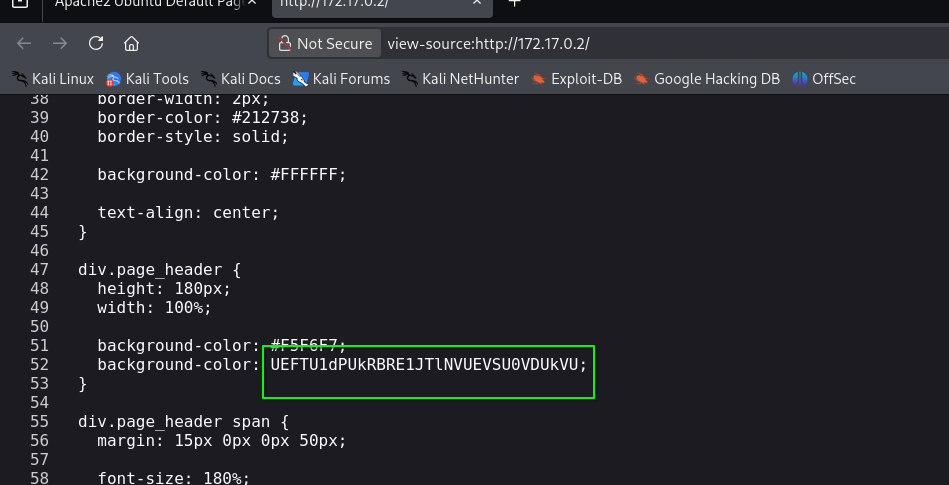 Apache2 Ubuntu Default Pag
http://172.17.0.2/
Not Secure view-source:http://172.17.0.2/
Kali Linux Kali Tools Kali Docs Kali Forums Kali NetHunter Exploit-DB Google Hacking DB OffSec
38 border-width: 2px;
39 border-color: #212738;
40 border-style: solid;
41
42 background-color: #FFFFFF;
43
44 text-align: center;
45 }
46
47 div.page_header {
48 height: 180px;
49 width: 100%;
50
51 background-color: #F5F6F7;
52 background-color: UEFTU1dPUkRBRE1JTlNVUEVSU0VDUkVU;
53 }
54
55 div.page_header span {
56 margin: 15px 0px 0px 50px;
57
58 font-size: 180%;